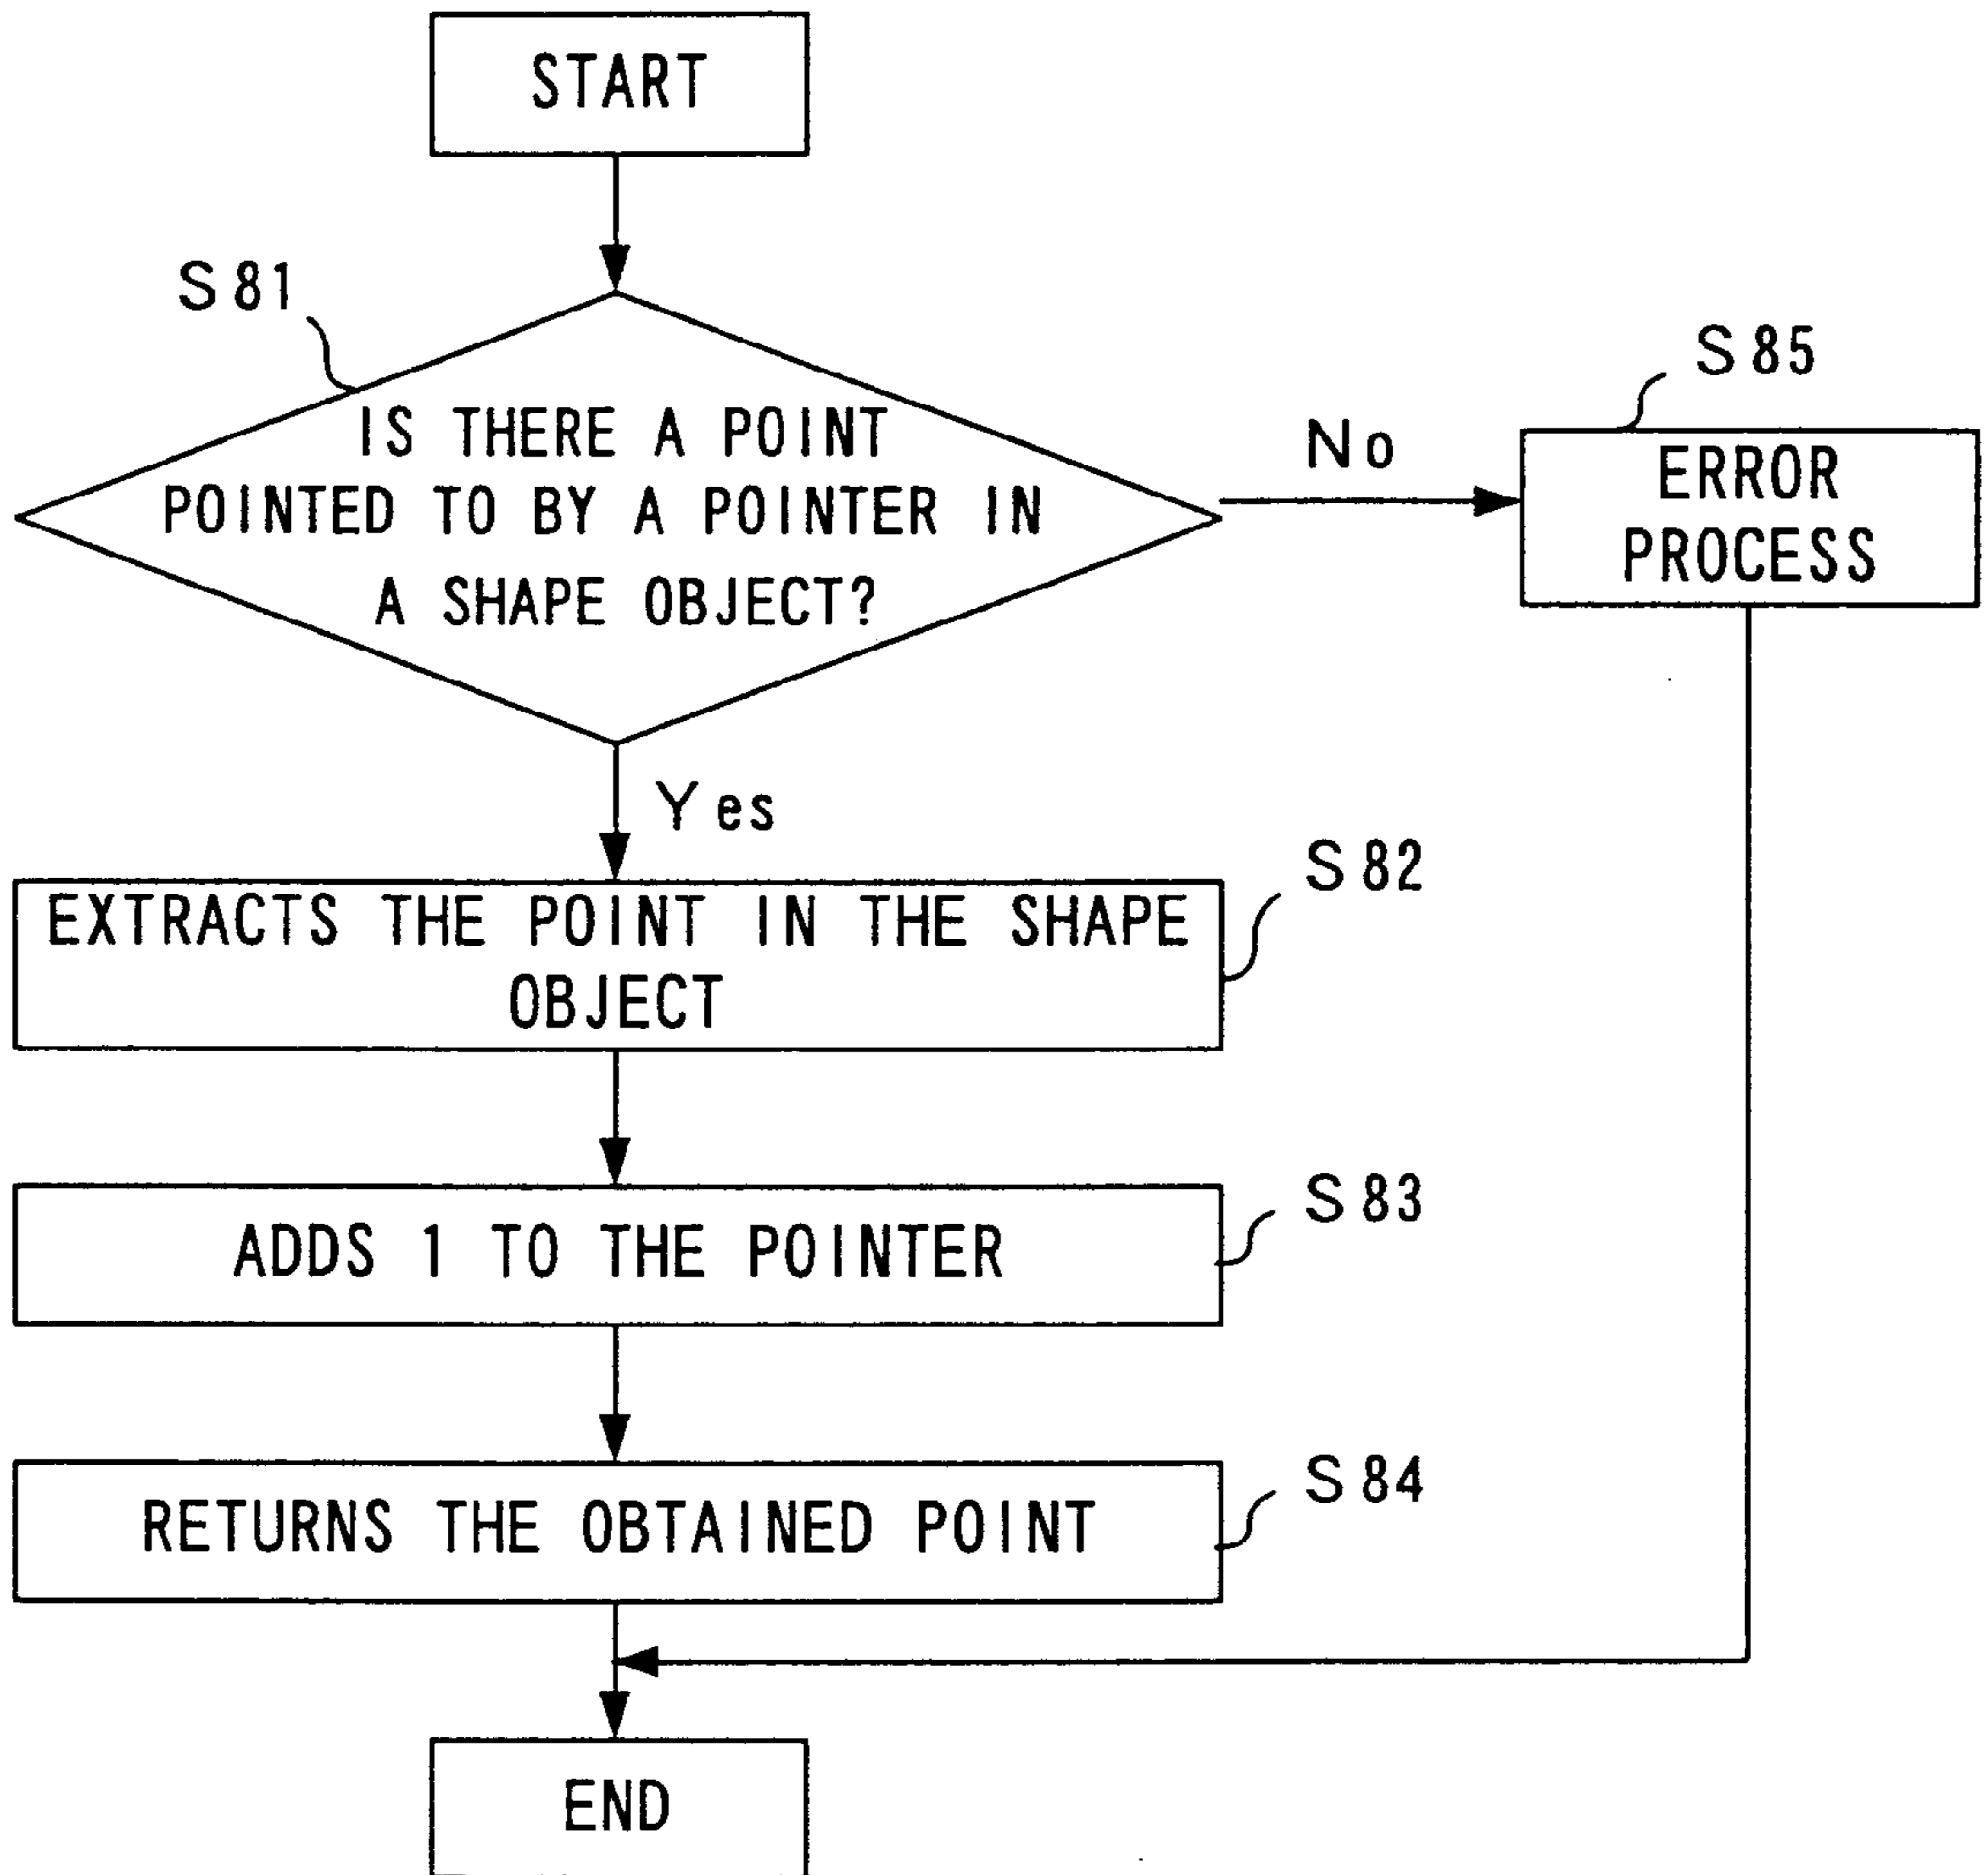 START
S81
IS THERE A POINT
POINTED TO BY A POINTER IN
A SHAPE OBJECT?
No
S85
ERROR
PROCESS
Yes
S82
EXTRACTS THE POINT IN THE SHAPE
OBJECT
S83
ADDS 1 TO THE POINTER
S84
RETURNS THE OBTAINED POINT
END